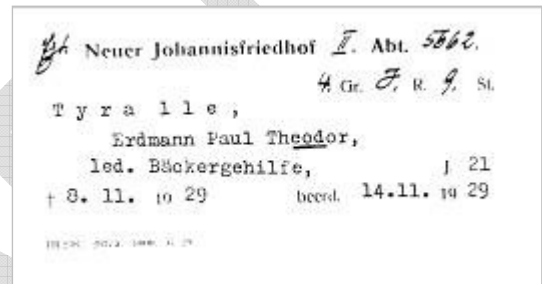 Neuer Johannisfriedhof II. Abt. 5562.
4. Gr. F. R. 9. St.
Tyralle,
Erdmann Paul Theodor,
led. Bäckergehilfe, j 21
† 8. 11. 19 29 beerd. 14.11. 19 29